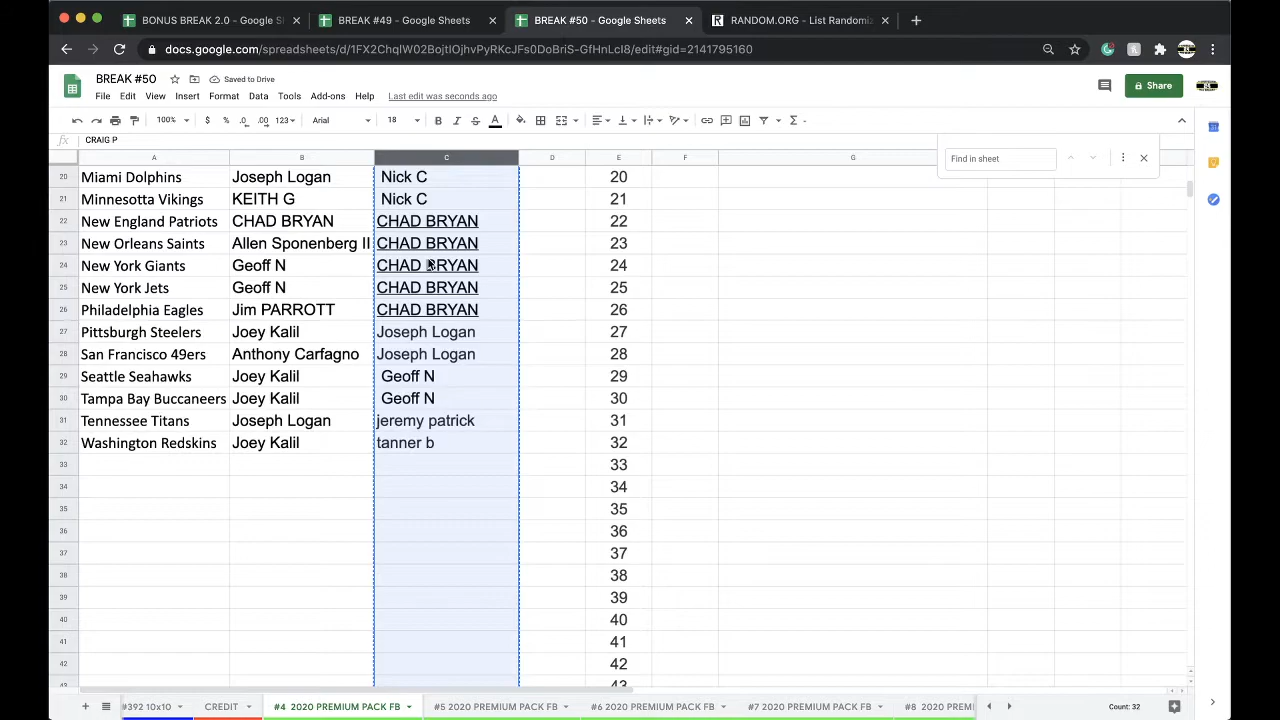 BONUS BREAK 2.0 - Google S
BREAK #49 - Google Sheets
BREAK #50 - Google Sheets
RANDOM.ORG - List Randomiz
docs.google.com/spreadsheets/d/1FX2ChqIW02BojtIOjhvPyRKcJFs0DoBriS-GfHnLcI8/edit#gid=2141795160
BREAK #50
Saved to Drive
File Edit View Insert Format Data Tools Add-ons Help Last edit was seconds ago
Share
100% $ % .0 .00 123 Arial 18 B I S A
fx CRAIG P
Find in sheet
A B C D E F G
20 Miami Dolphins Joseph Logan Nick C 20
21 Minnesotta Vikings KEITH G Nick C 21
22 New England Patriots CHAD BRYAN CHAD BRYAN 22
23 New Orleans Saints Allen Sponenberg II CHAD BRYAN 23
24 New York Giants Geoff N CHAD BRYAN 24
25 New York Jets Geoff N CHAD BRYAN 25
26 Philadelphia Eagles Jim PARROTT CHAD BRYAN 26
27 Pittsburgh Steelers Joey Kalil Joseph Logan 27
28 San Francisco 49ers Anthony Carfagno Joseph Logan 28
29 Seattle Seahawks Joey Kalil Geoff N 29
30 Tampa Bay Buccaneers Joey Kalil Geoff N 30
31 Tennessee Titans Joseph Logan jeremy patrick 31
32 Washington Redskins Joey Kalil tanner b 32
33 33
34 34
35 35
36 36
37 37
38 38
39 39
40 40
41 41
42 42
43 43
#392 10x10 CREDIT #4 2020 PREMIUM PACK FB #5 2020 PREMIUM PACK FB #6 2020 PREMIUM PACK FB #7 2020 PREMIUM PACK FB #8 2020 PREMI
Count: 32